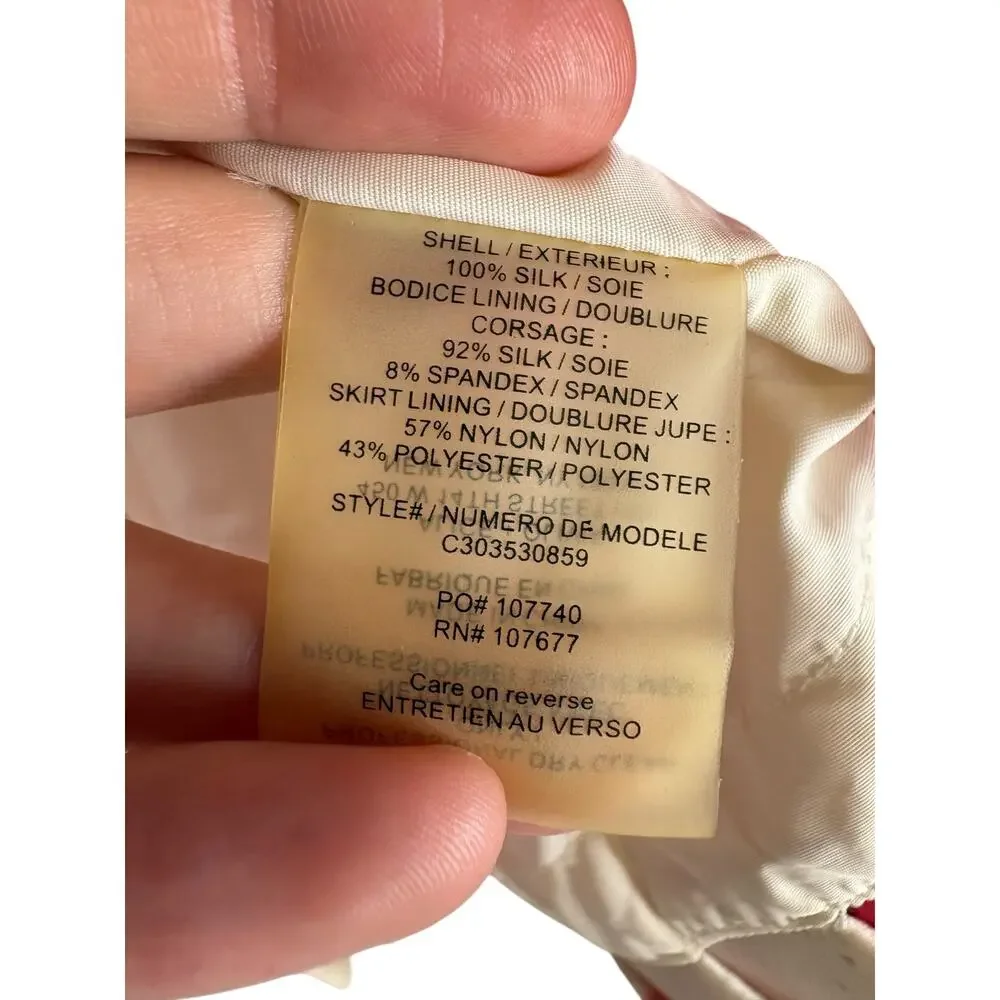 SHELL / EXTERIEUR :
100% SILK / SOIE
BODICE LINING / DOUBLURE
CORSAGE :
92% SILK / SOIE
8% SPANDEX / SPANDEX
SKIRT LINING / DOUBLURE JUPE :
57% NYLON / NYLON
43% POLYESTER / POLYESTER
STYLE# / NUMERO DE MODELE
C303530859
PO# 107740
RN# 107677
Care on reverse
ENTRETIEN AU VERSO